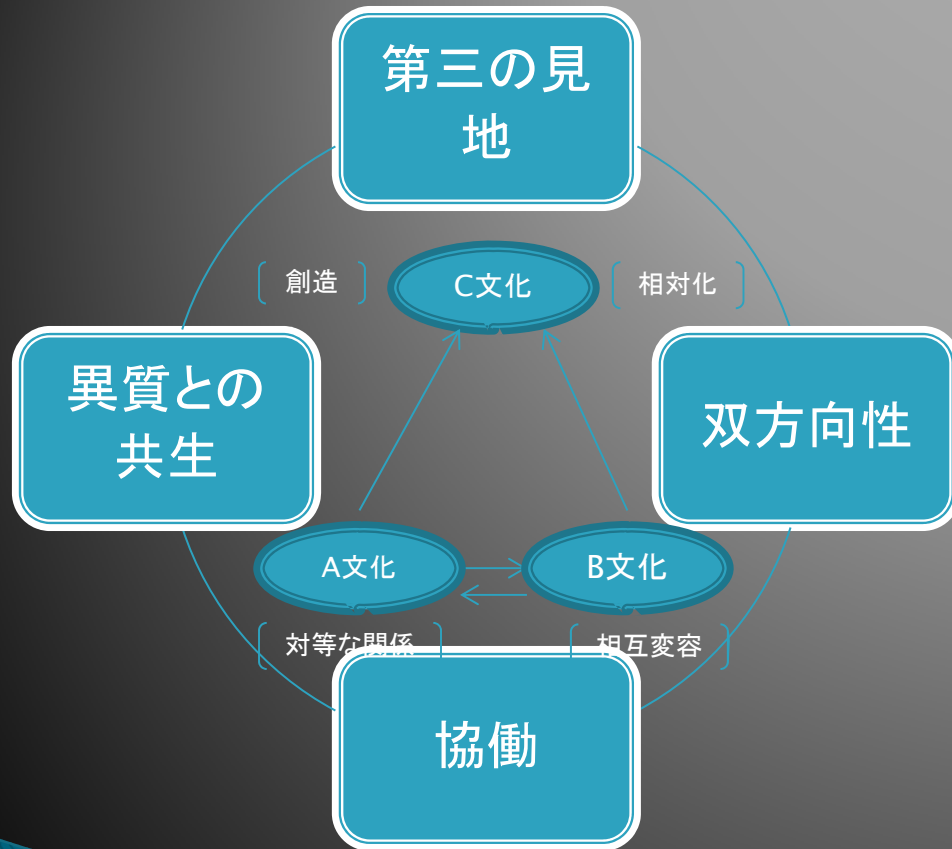 第三の見
地
創造
C文化
相対化
異質との
共生
双方向性
A文化
B文化
対等な関係
相互変容
協働